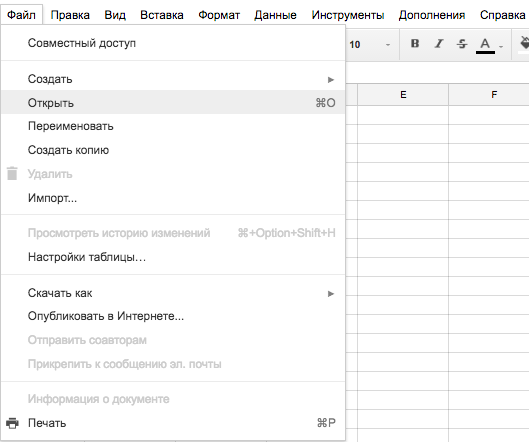 Файл Правка Вид Вставка Формат Данные Инструменты Дополнения Справка
Совместный доступ
10 B I S A
Создать ►
Открыть ⌘O
E F
Переименовать
Создать копию
Удалить
Импорт...
Просмотреть историю изменений ⌘+Option+Shift+H
Настройки таблицы…
Скачать как ►
Опубликовать в Интернете...
Отправить соавторам
Прикрепить к сообщению эл. почты
Информация о документе
Печать ⌘P